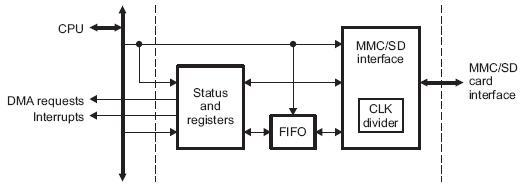 CPU
DMA requests
Interrupts
Status
and
registers
FIFO
MMC/SD
interface
CLK
divider
MMC/SD
card
interface